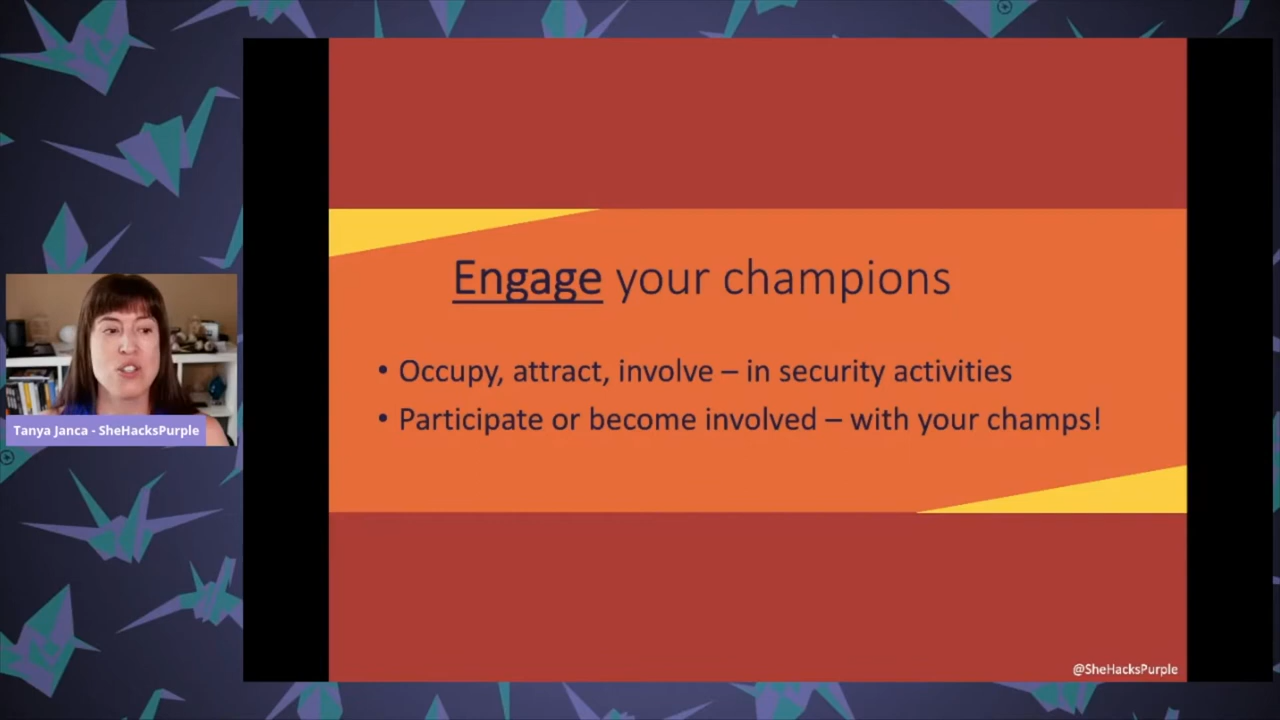 Engage your champions
• Occupy, attract, involve – in security activities
• Participate or become involved – with your champs!
Tanya Janca - SheHacksPurple
@SheHacksPurple